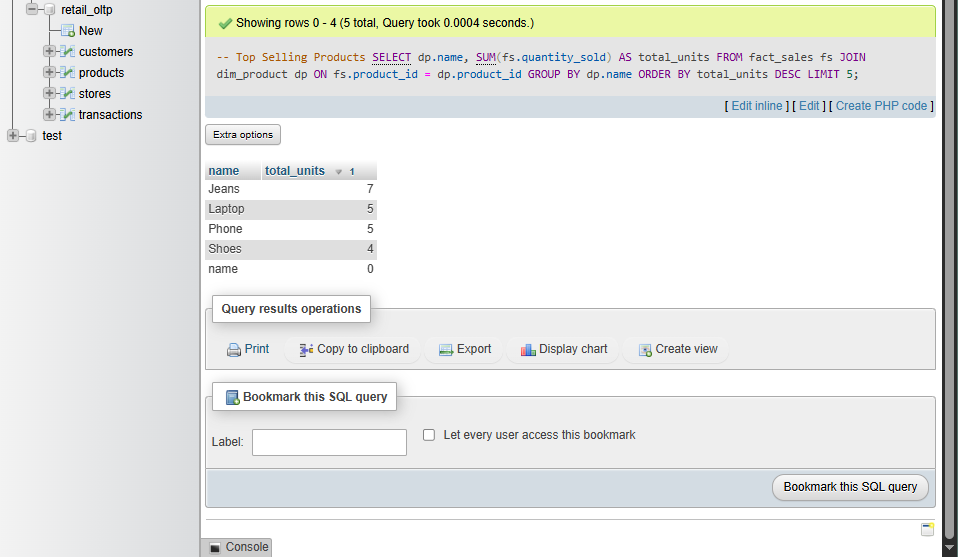 retail_oltp
New
customers
products
stores
transactions
test
Showing rows 0 - 4 (5 total, Query took 0.0004 seconds.)
-- Top Selling Products SELECT dp.name, SUM(fs.quantity_sold) AS total_units FROM fact_sales fs JOIN
dim_product dp ON fs.product_id = dp.product_id GROUP BY dp.name ORDER BY total_units DESC LIMIT 5;
[ Edit inline ] [ Edit ] [ Create PHP code ]
Extra options
name total_units 1
Jeans 7
Laptop 5
Phone 5
Shoes 4
name 0
Query results operations
Print Copy to clipboard Export Display chart Create view
Bookmark this SQL query
Label: Let every user access this bookmark
Bookmark this SQL query
Console